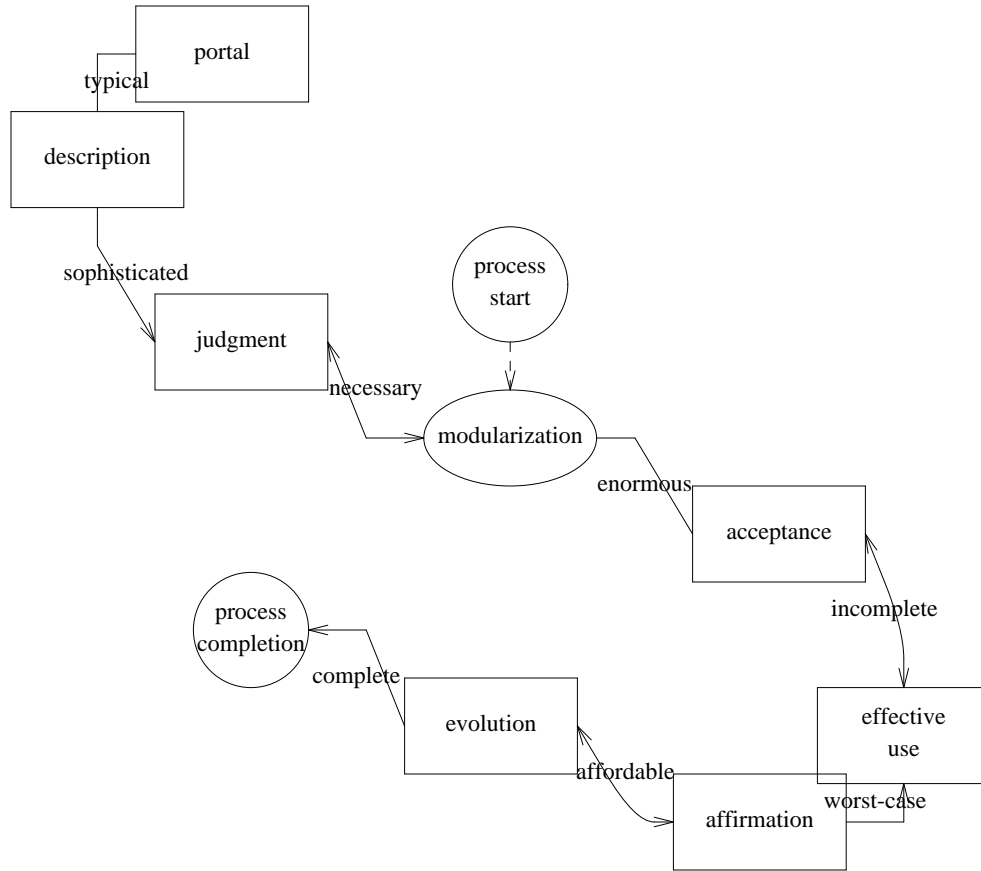 portal
typical
description
process
start
sophisticated
judgment
necessary
modularization
enormous
acceptance
process
completion
incomplete
complete
evolution
effective
use
affordable
worst-case
affirmation